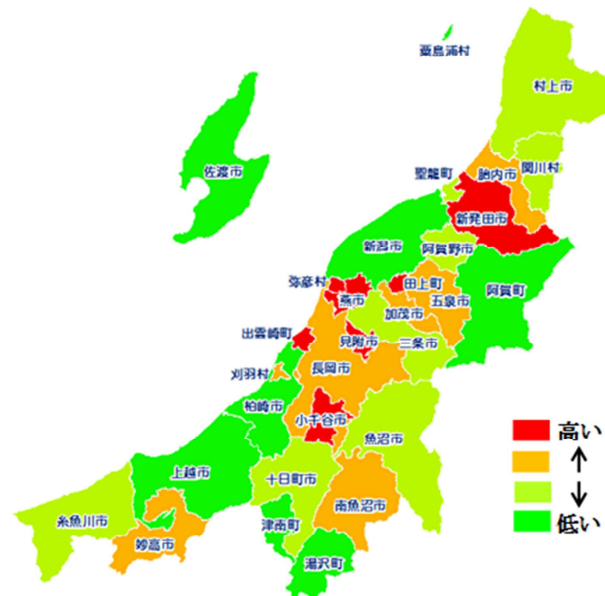 粟島浦村
村上市
佐渡市
関川村
胎内市
聖籠町
新発田市
新潟市
阿賀野市
弥彦村
田上町
阿賀町
燕市
五泉市
加茂市
出雲崎町
見附市
三条市
長岡市
刈羽村
柏崎市
小千谷市
魚沼市
高い
↑
↓
低い
上越市
十日町市
糸魚川市
南魚沼市
津南町
妙高市
湯沢町